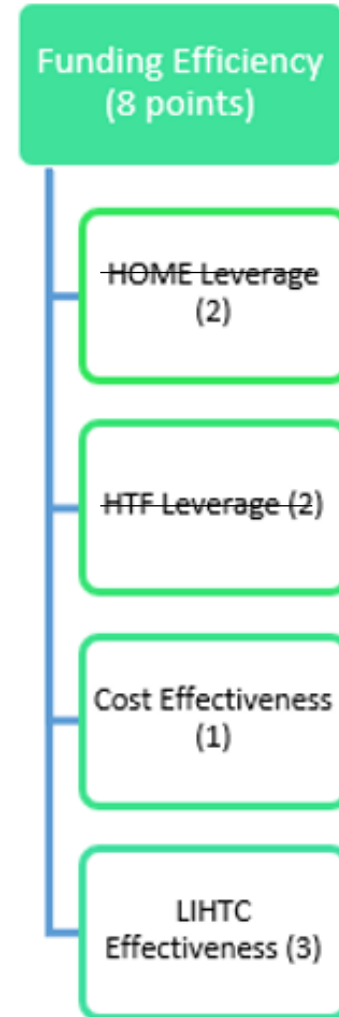 Funding Efficiency
(8 points)
HOME Leverage
(2)
HTF Leverage (2)
Cost Effectiveness
(1)
LIHTC
Effectiveness (3)